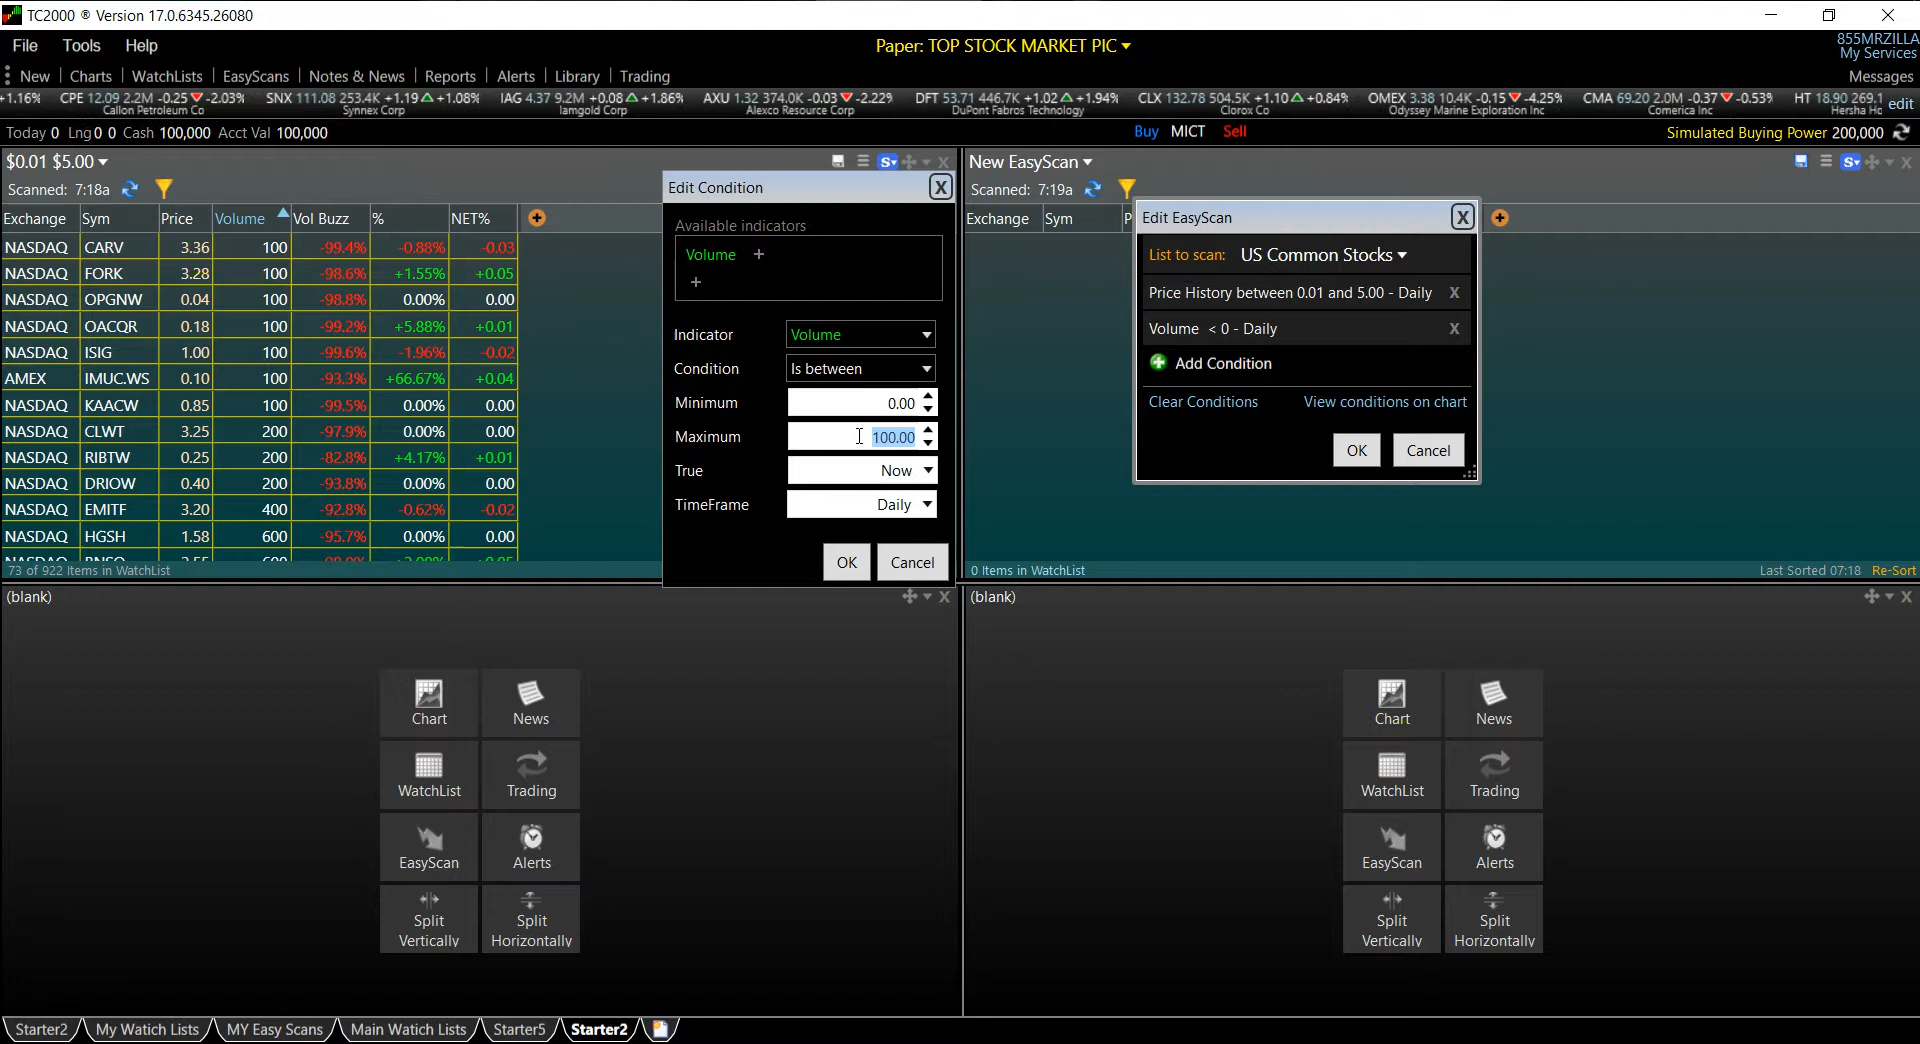 TC2000 ® Version 17.0.6345.26080
File Tools Help
Paper: TOP STOCK MARKET PIC
855MRZILLA
My Services
New Charts WatchLists EasyScans Notes & News Reports Alerts Library Trading
Messages
+1.16% CPE 12.09 2.2M -0.25 -2.03% SNX 111.08 253.4K +1.19 +1.08% IAG 4.37 9.2M +0.08 +1.86% AXU 1.32 374.0K -0.03 -2.22% DFT 53.71 446.7K +1.02 +1.94% CLX 132.78 504.5K +1.10 +0.84% OMEX 3.38 10.4K -0.15 -4.25% CMA 69.20 2.0M -0.37 -0.53% HT 18.90 269.1 edit
Callon Petroleum Co Synnex Corp Iamgold Corp Alexco Resource Corp DuPont Fabros Technology Clorox Co Odyssey Marine Exploration Inc Comerica Inc Hersha Hc
Today 0 Lng 0 0 Cash 100,000 Acct Val 100,000
Buy MICT Sell
Simulated Buying Power 200,000
$0.01 $5.00
S
Scanned: 7:18a
Exchange Sym Price Volume Vol Buzz % NET%
NASDAQ CARV 3.36 100 -99.4% -0.88% -0.03
NASDAQ FORK 3.28 100 -98.6% +1.55% +0.05
NASDAQ OPGNW 0.04 100 -98.8% 0.00% 0.00
NASDAQ OACQR 0.18 100 -99.2% +5.88% +0.01
NASDAQ ISIG 1.00 100 -99.6% -1.96% -0.02
AMEX IMUC.WS 0.10 100 -93.3% +66.67% +0.04
NASDAQ KAACW 0.85 100 -99.5% 0.00% 0.00
NASDAQ CLWT 3.25 200 -97.9% 0.00% 0.00
NASDAQ RIBTW 0.25 200 -82.8% +4.17% +0.01
NASDAQ DRIOW 0.40 200 -93.8% 0.00% 0.00
NASDAQ EMITF 3.20 400 -92.8% -0.62% -0.02
NASDAQ HGSH 1.58 600 -95.7% 0.00% 0.00
73 of 922 Items in WatchList
Edit Condition
X
Available indicators
Volume +
+
Indicator Volume
Condition Is between
Minimum 0.00
Maximum 100.00
True Now
TimeFrame Daily
OK Cancel
New EasyScan
S
Scanned: 7:19a
Exchange Sym P
Edit EasyScan
X
List to scan: US Common Stocks
Price History between 0.01 and 5.00 - Daily X
Volume < 0 - Daily X
Add Condition
Clear Conditions View conditions on chart
OK Cancel
0 Items in WatchList
Last Sorted 07:18 Re-Sort
(blank)
Chart News
WatchList Trading
EasyScan Alerts
Split Vertically
Split Horizontally
(blank)
Chart News
WatchList Trading
EasyScan Alerts
Split Vertically
Split Horizontally
Starter2 My Watich Lists MY Easy Scans Main Watich Lists Starter5 Starter2